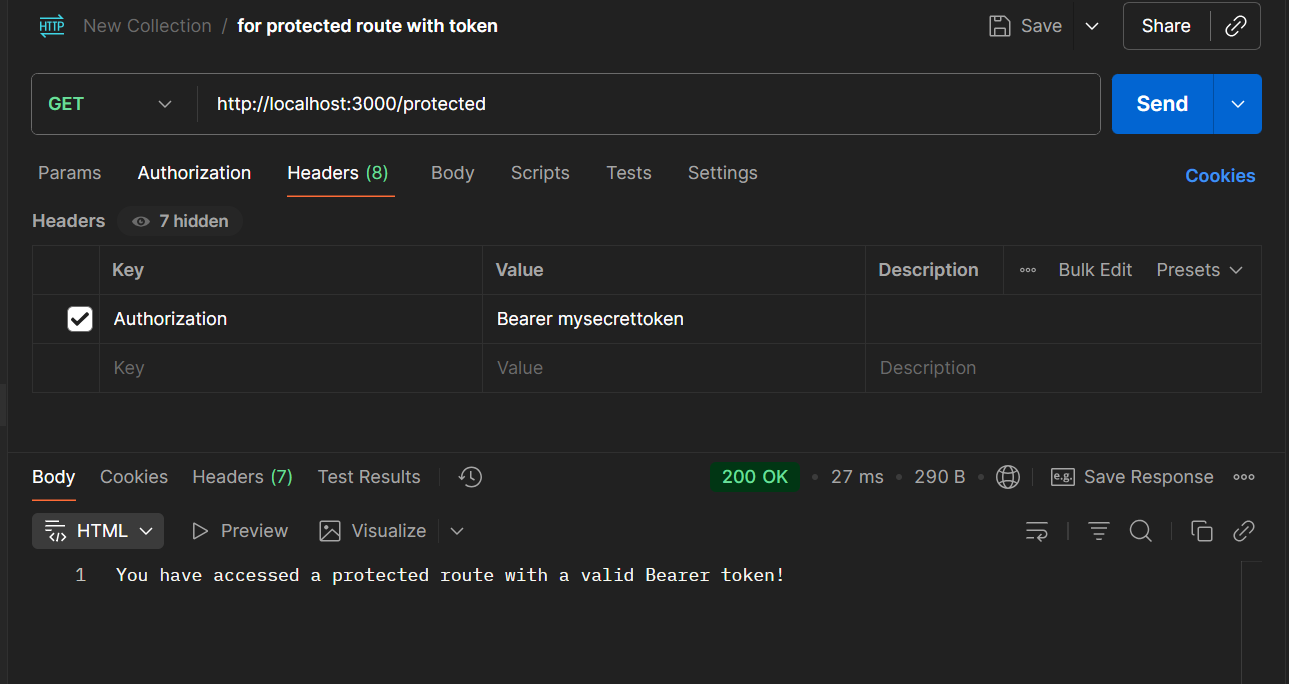 HTTP New Collection / for protected route with token Save Share
GET http://localhost:3000/protected Send
Params Authorization Headers (8) Body Scripts Tests Settings Cookies
Headers 7 hidden
Key Value Description Bulk Edit Presets
Authorization Bearer mysecrettoken
Key Value Description
Body Cookies Headers (7) Test Results 200 OK • 27 ms • 290 B • e.g. Save Response
HTML Preview Visualize
1 You have accessed a protected route with a valid Bearer token!